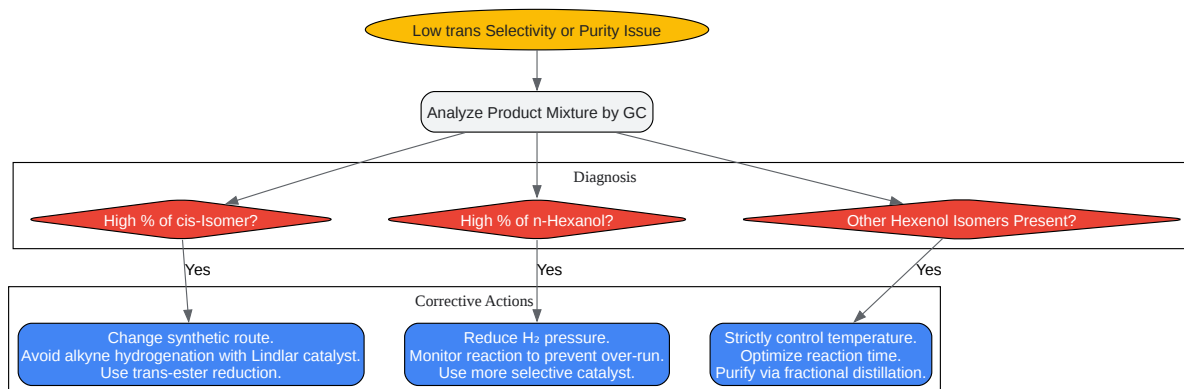 Low trans Selectivity or Purity Issue
Analyze Product Mixture by GC
Diagnosis
High % of cis-Isomer?
High % of n-Hexanol?
Other Hexenol Isomers Present?
Yes
Yes
Yes
Corrective Actions
Change synthetic route.
Avoid alkyne hydrogenation with Lindlar catalyst.
Use trans-ester reduction.
Reduce H₂ pressure.
Monitor reaction to prevent over-run.
Use more selective catalyst.
Strictly control temperature.
Optimize reaction time.
Purify via fractional distillation.